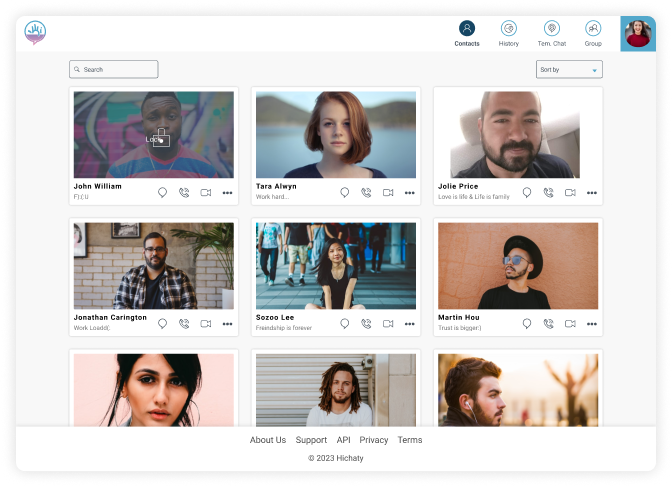 Hi
Contacts
History
Tem. Chat
Group
Search
Sort by
Lock
John William
F):(.U
Tara Alwyn
Work hard...
Jolie Price
Love is life & Life is family
Jonathan Carington
Work Loadd(,
Sozoo Lee
Freindship is forever
Martin Hou
Trust is bigger:)
About Us Support API Privacy Terms
© 2023 Hichaty